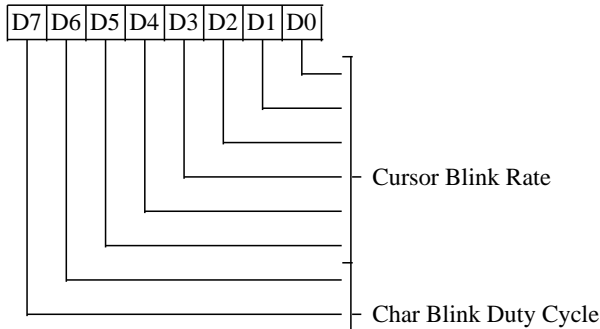 D7 D6 D5 D4 D3 D2 D1 D0
Cursor Blink Rate
Char Blink Duty Cycle